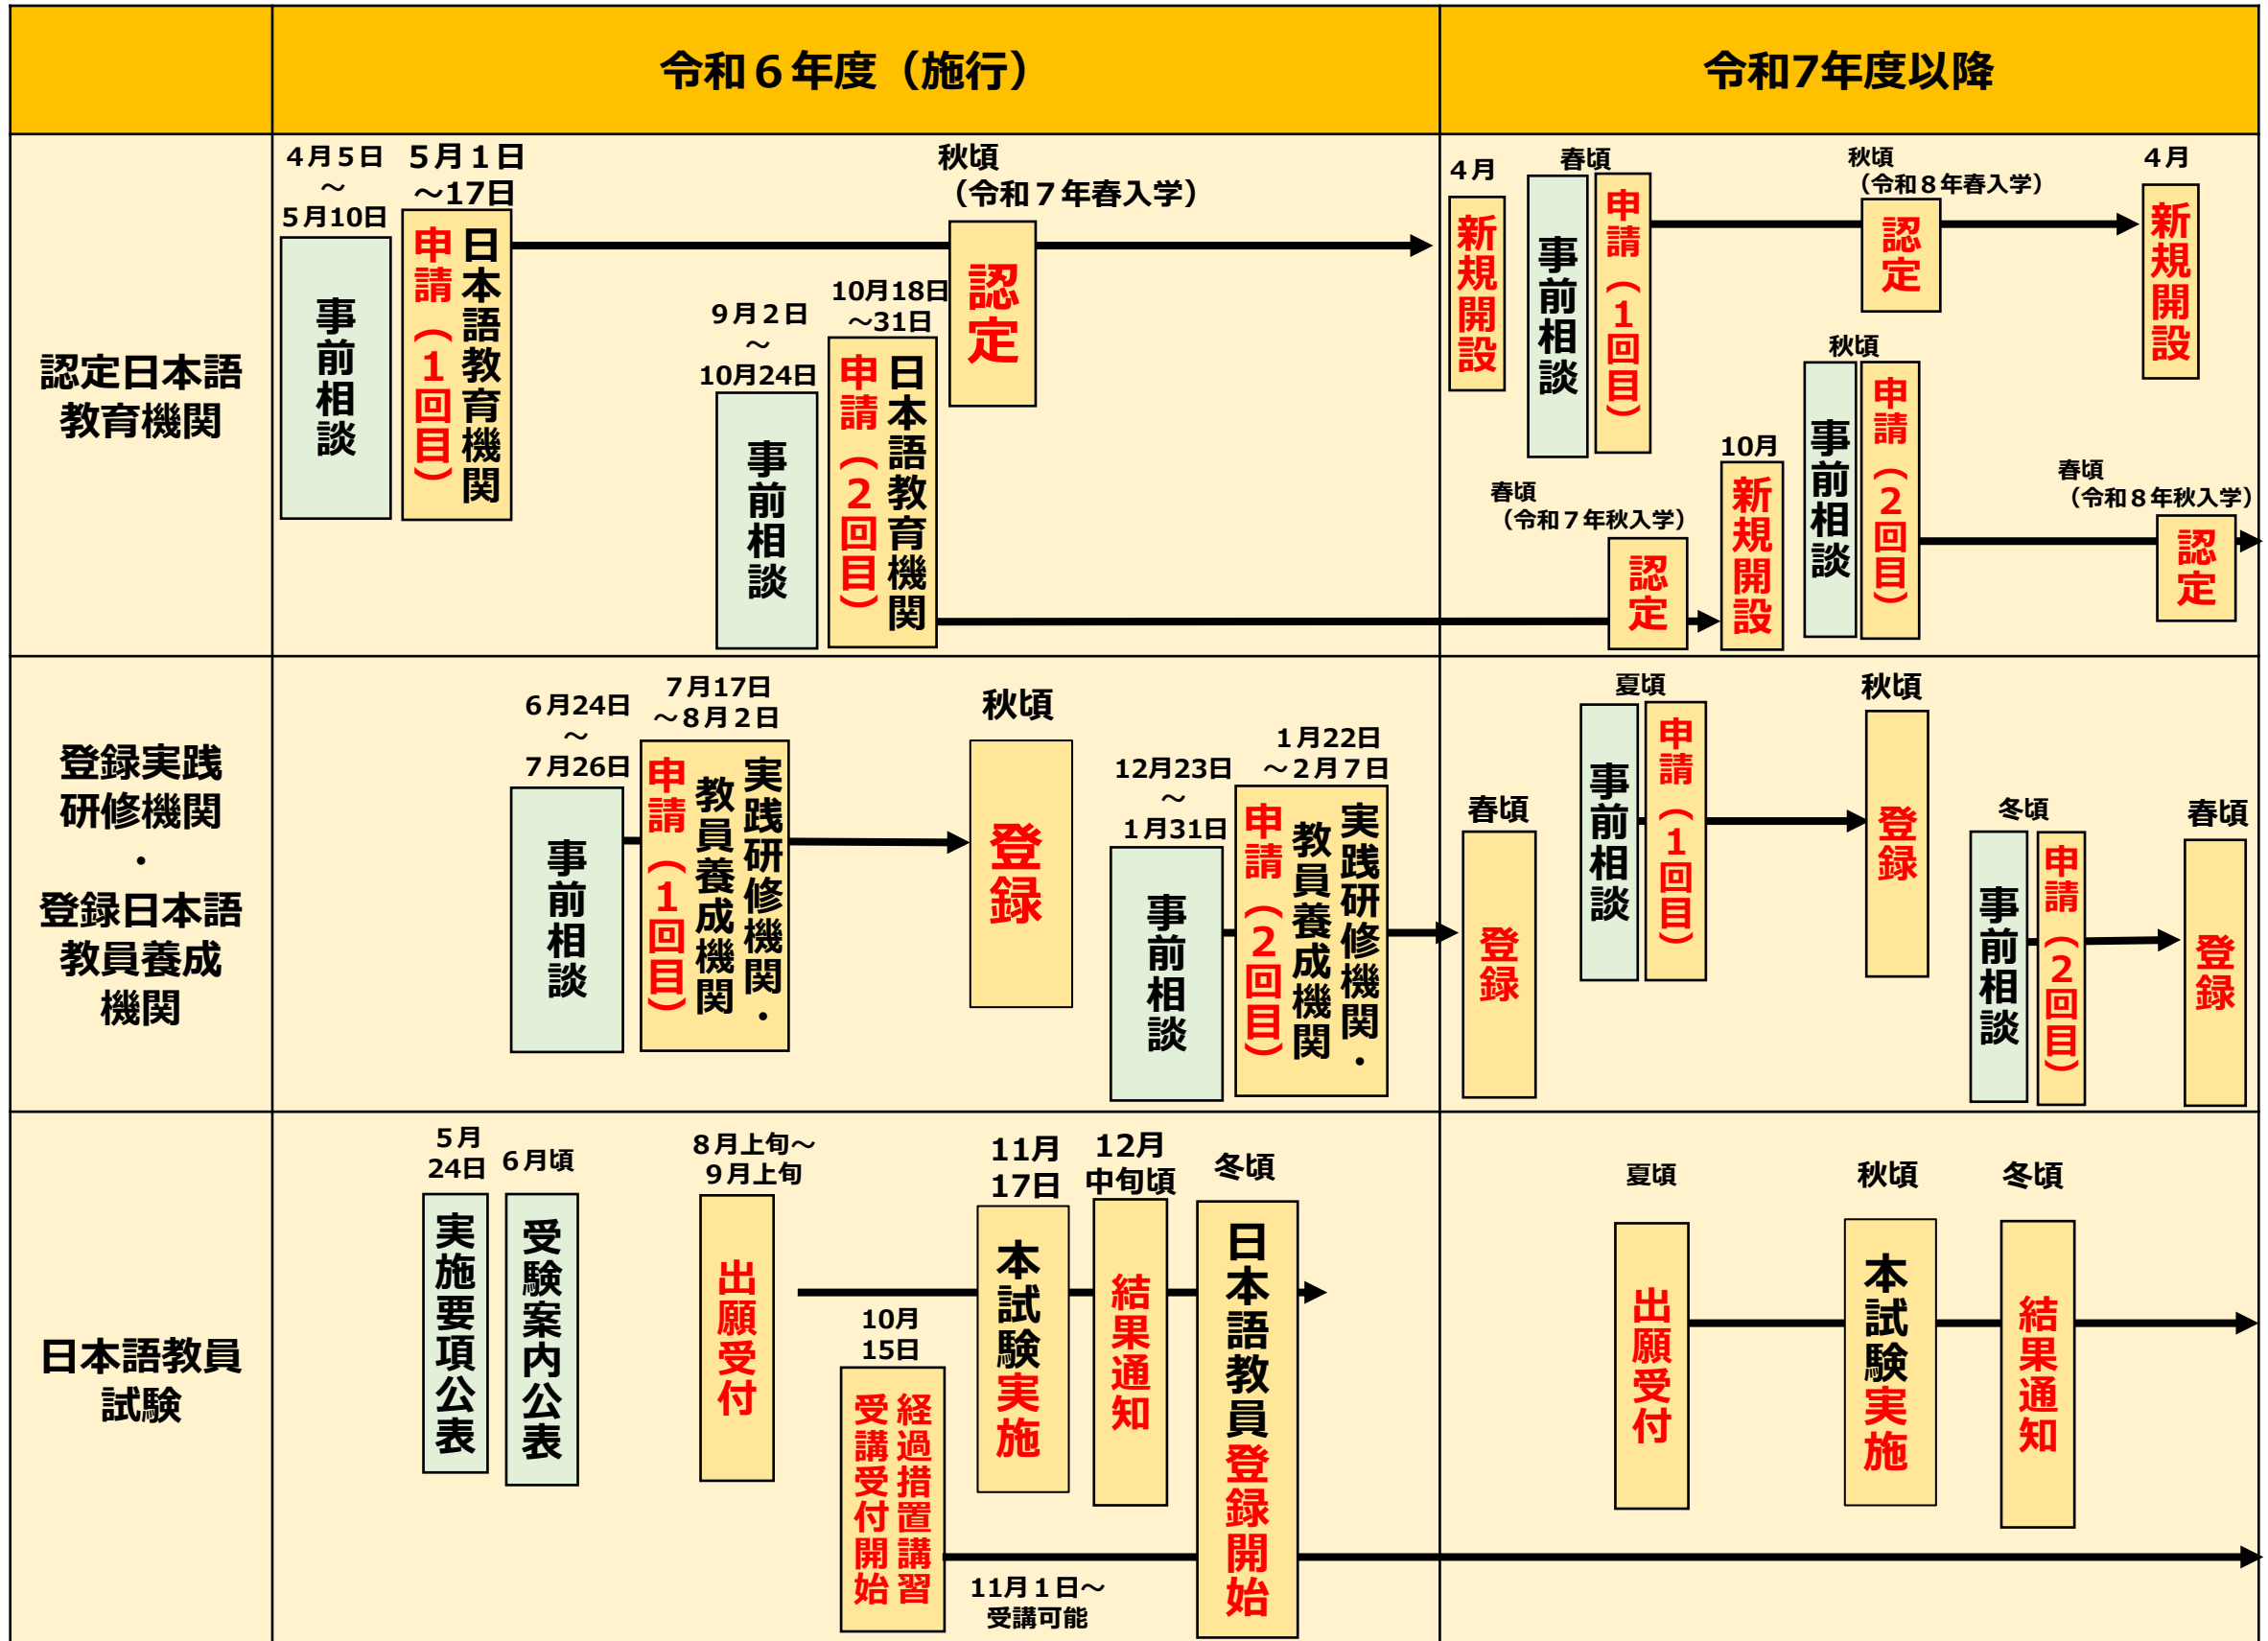 令和６年度（施行）
令和7年度以降
認定日本語
教育機関
４月５日
～
５月10日
事前相談
５月１日
～17日
日本語教育機関
申請（１回目）
９月２日
～
10月24日
事前相談
10月18日
～31日
日本語教育機関
申請（２回目）
秋頃
（令和７年春入学）
認定
４月
新規開設
春頃
事前相談
申請（１回目）
春頃
（令和７年秋入学）
認定
10月
新規開設
秋頃
（令和８年春入学）
認定
秋頃
事前相談
申請（２回目）
４月
新規開設
春頃
（令和８年秋入学）
認定
登録実践
研修機関
・
登録日本語
教員養成
機関
６月24日
～
７月26日
事前相談
７月17日
～８月２日
実践研修機関・
教員養成機関
申請（１回目）
秋頃
登録
12月23日
～
１月31日
事前相談
１月22日
～２月７日
実践研修機関・
教員養成機関
申請（２回目）
春頃
登録
夏頃
事前相談
申請（１回目）
秋頃
登録
冬頃
事前相談
申請（２回目）
春頃
登録
日本語教員
試験
５月
24日
実施要項公表
６月頃
受験案内公表
８月上旬～
９月上旬
出願受付
10月
15日
経過措置講習
受講受付開始
11月１日～
受講可能
11月
17日
本試験実施
12月
中旬頃
結果通知
冬頃
日本語教員登録開始
夏頃
出願受付
秋頃
本試験実施
冬頃
結果通知